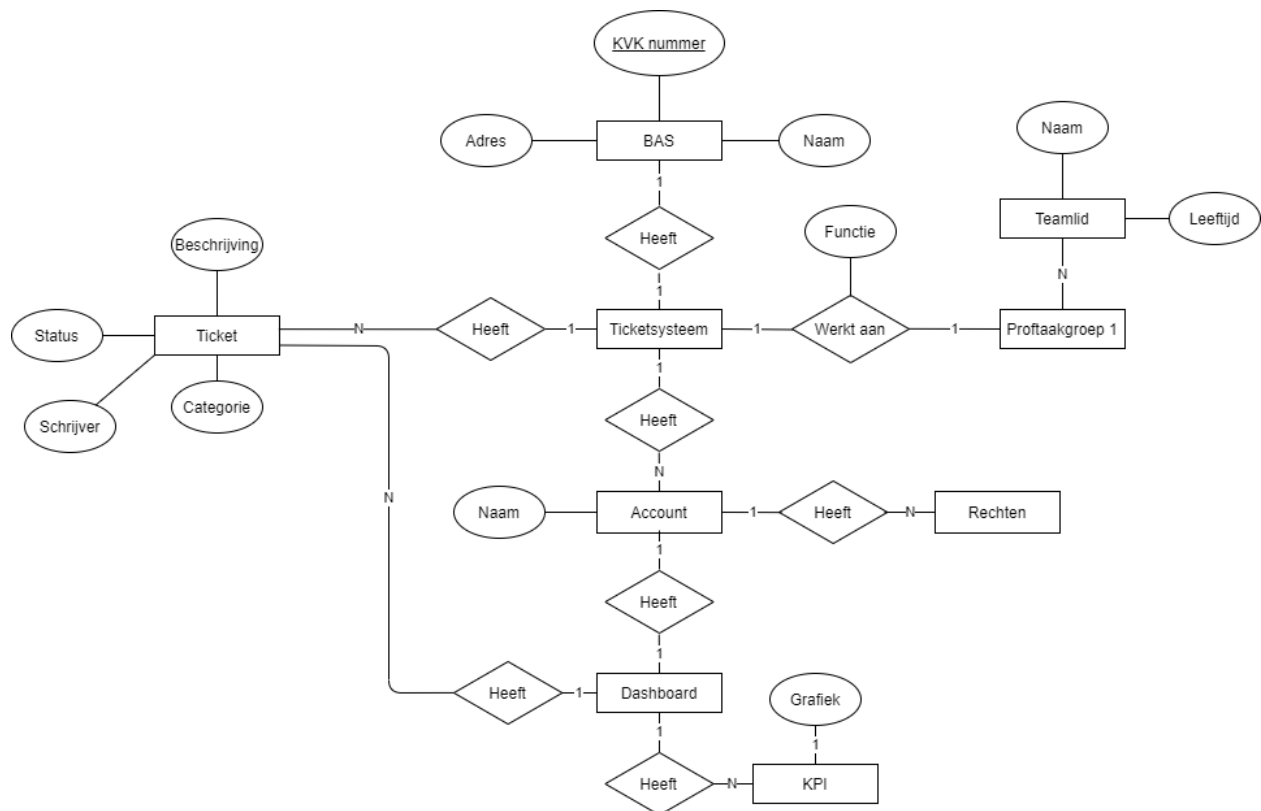 KVK nummer
Adres
BAS
Naam
1
Heeft
1
Naam
Teamlid
Leeftijd
N
Functie
Beschrijving
Status
Ticket
N
Heeft
1
Ticketsysteem
1
Werkt aan
1
Proftaakgroep 1
Schrijver
Categorie
1
Heeft
N
N
Naam
Account
1
Heeft
N
Rechten
1
Heeft
1
Heeft
1
Dashboard
Grafiek
1
1
Heeft
N
KPI